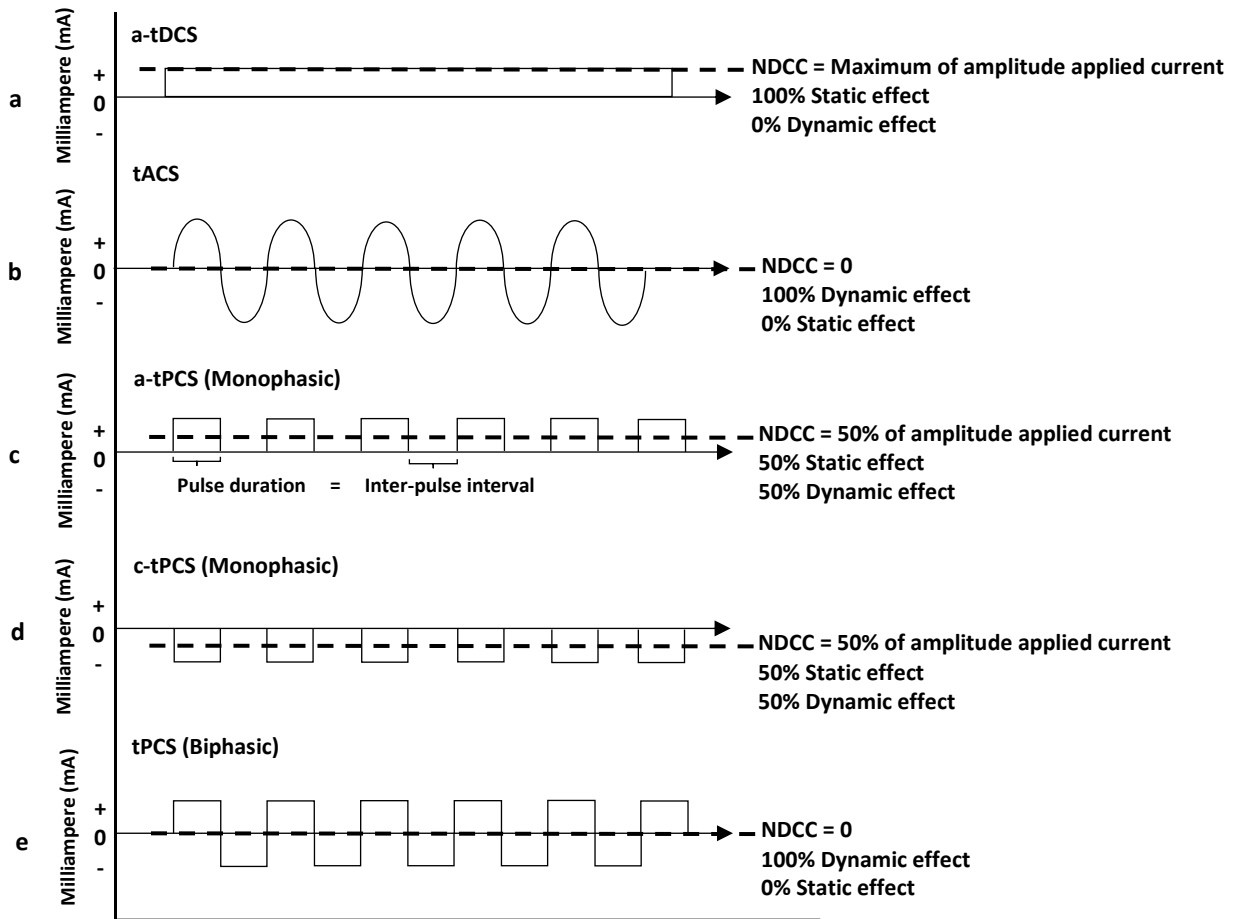 a-tDCS
Milliampere (mA)
+
0
-
a
NDCC = Maximum of amplitude applied current
100% Static effect
0% Dynamic effect
tACS
Milliampere (mA)
+
0
-
b
NDCC = 0
100% Dynamic effect
0% Static effect
a-tPCS (Monophasic)
Milliampere (mA)
+
0
-
c
Pulse duration = Inter-pulse interval
NDCC = 50% of amplitude applied current
50% Static effect
50% Dynamic effect
c-tPCS (Monophasic)
Milliampere (mA)
+
0
-
d
NDCC = 50% of amplitude applied current
50% Static effect
50% Dynamic effect
tPCS (Biphasic)
Milliampere (mA)
+
0
-
e
NDCC = 0
100% Dynamic effect
0% Static effect